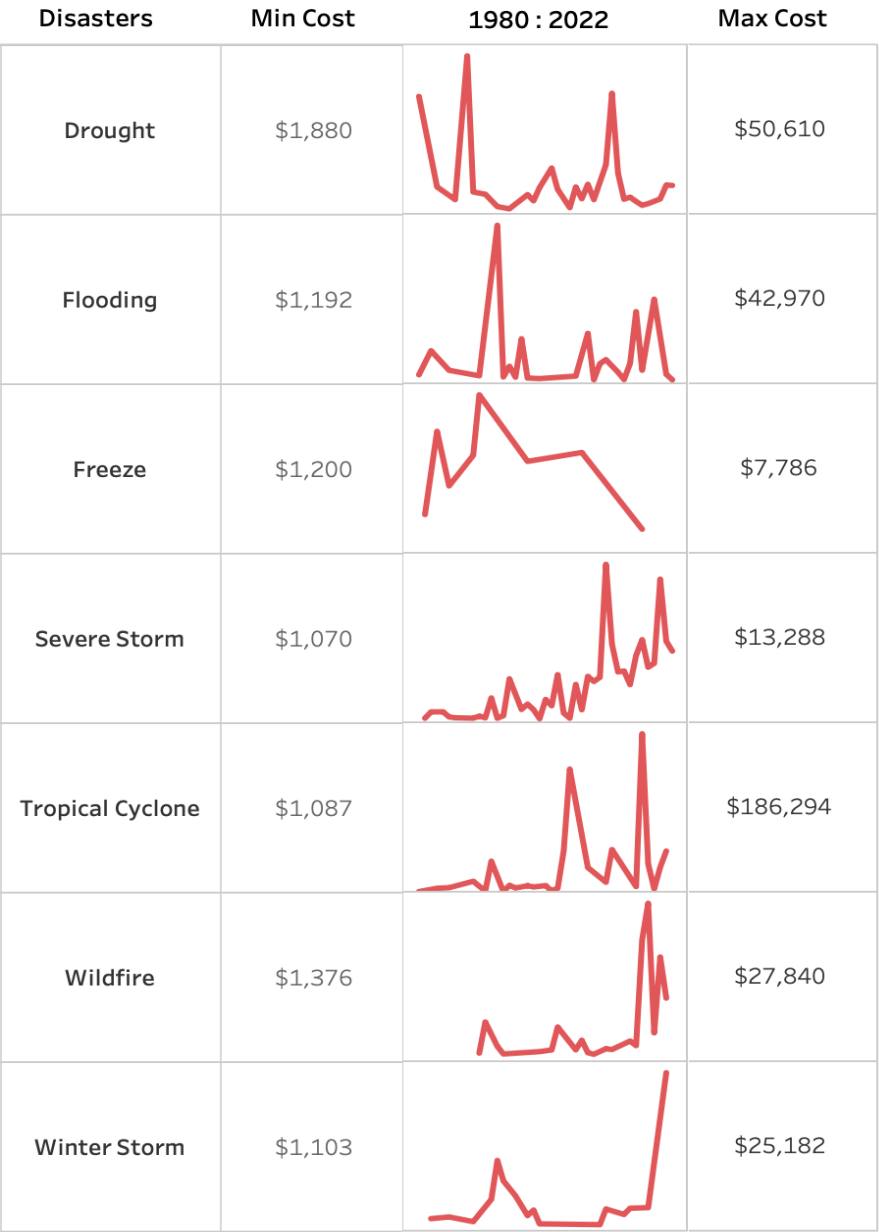 Disasters Min Cost 1980 : 2022 Max Cost
Drought $1,880 $50,610
Flooding $1,192 $42,970
Freeze $1,200 $7,786
Severe Storm $1,070 $13,288
Tropical Cyclone $1,087 $186,294
Wildfire $1,376 $27,840
Winter Storm $1,103 $25,182